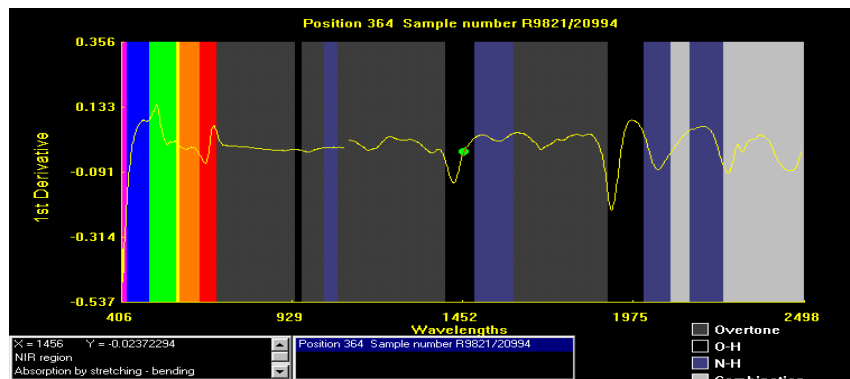 Position 364 Sample number R9821/20994
0.356
0.133
-0.091
-0.314
-0.537
1st Derivative
406 929 1452 1975 2498
Wavelengths
X = 1456 Y = -0.02372294
NIR region
Absorption by stretching - bending
Position 364 Sample number R9821/20994
Overtone
O-H
N-H
Combination